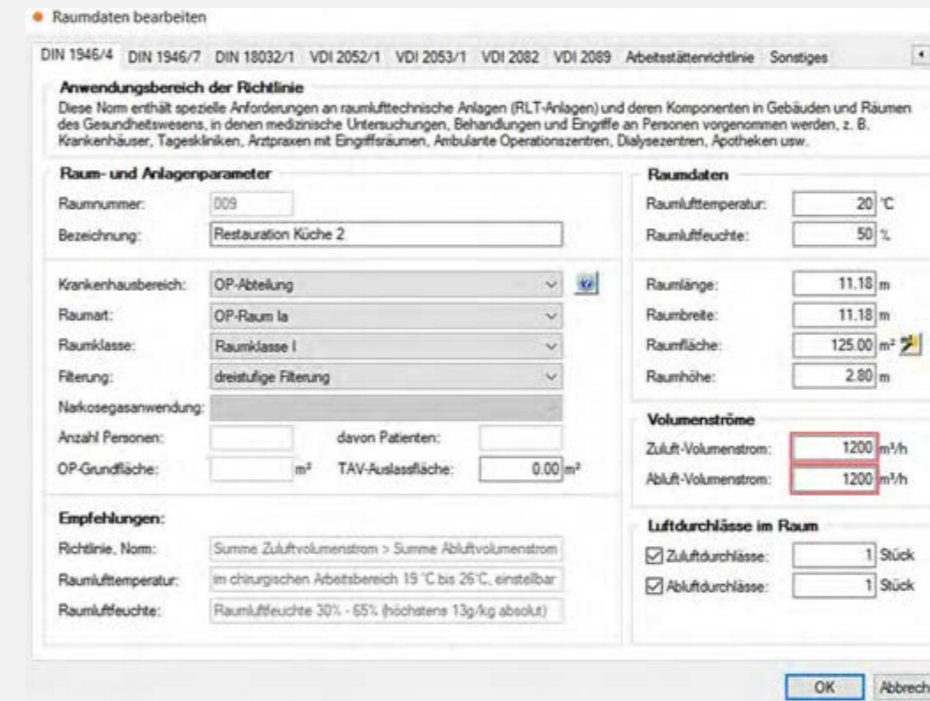 Raumdaten bearbeiten
DIN 1946/4 DIN 1946/7 DIN 18032/1 VDI 2052/1 VDI 2053/1 VDI 2082 VDI 2089 Arbeitsstättenrichtlinie Sonstiges
Anwendungsbereich der Richtlinie
Diese Norm enthält spezielle Anforderungen an raumlufttechnische Anlagen (RLT-Anlagen) und deren Komponenten in Gebäuden und Räumen
des Gesundheitswesens, in denen medizinische Untersuchungen, Behandlungen und Eingriffe an Personen vorgenommen werden, z. B.
Krankenhäuser, Tageskliniken, Arztpraxen mit Eingriffsräumen, Ambulante Operationszentren, Dialysezentren, Apotheken usw.
Raum- und Anlagenparameter
Raumnummer: 009
Bezeichnung: Restauration Küche 2
Krankenhausbereich: OP-Abteilung
Raumart: OP-Raum Ia
Raumklasse: Raumklasse I
Filterung: dreistufige Filterung
Narkosegasanwendung:
Anzahl Personen: davon Patienten:
OP-Grundfläche: m² TAV-Auslassfläche: 0.00 m²
Empfehlungen:
Richtlinie, Norm: Summe Zuluftvolumenstrom > Summe Abluftvolumenstrom
Raumlufttemperatur: im chirurgischen Arbeitsbereich 19 °C bis 26°C, einstellbar
Raumluftfeuchte: Raumluftfeuchte 30% - 65% (höchstens 13g/kg absolut)
Raumdaten
Raumlufttemperatur: 20 °C
Raumluftfeuchte: 50 %
Raumlänge: 11.18 m
Raumbreite: 11.18 m
Raumfläche: 125.00 m²
Raumhöhe: 2.80 m
Volumenströme
Zuluft-Volumenstrom: 1200 m³/h
Abluft-Volumenstrom: 1200 m³/h
Luftdurchlässe im Raum
Zuluftdurchlässe: 1 Stück
Abluftdurchlässe: 1 Stück
OK Abbreche